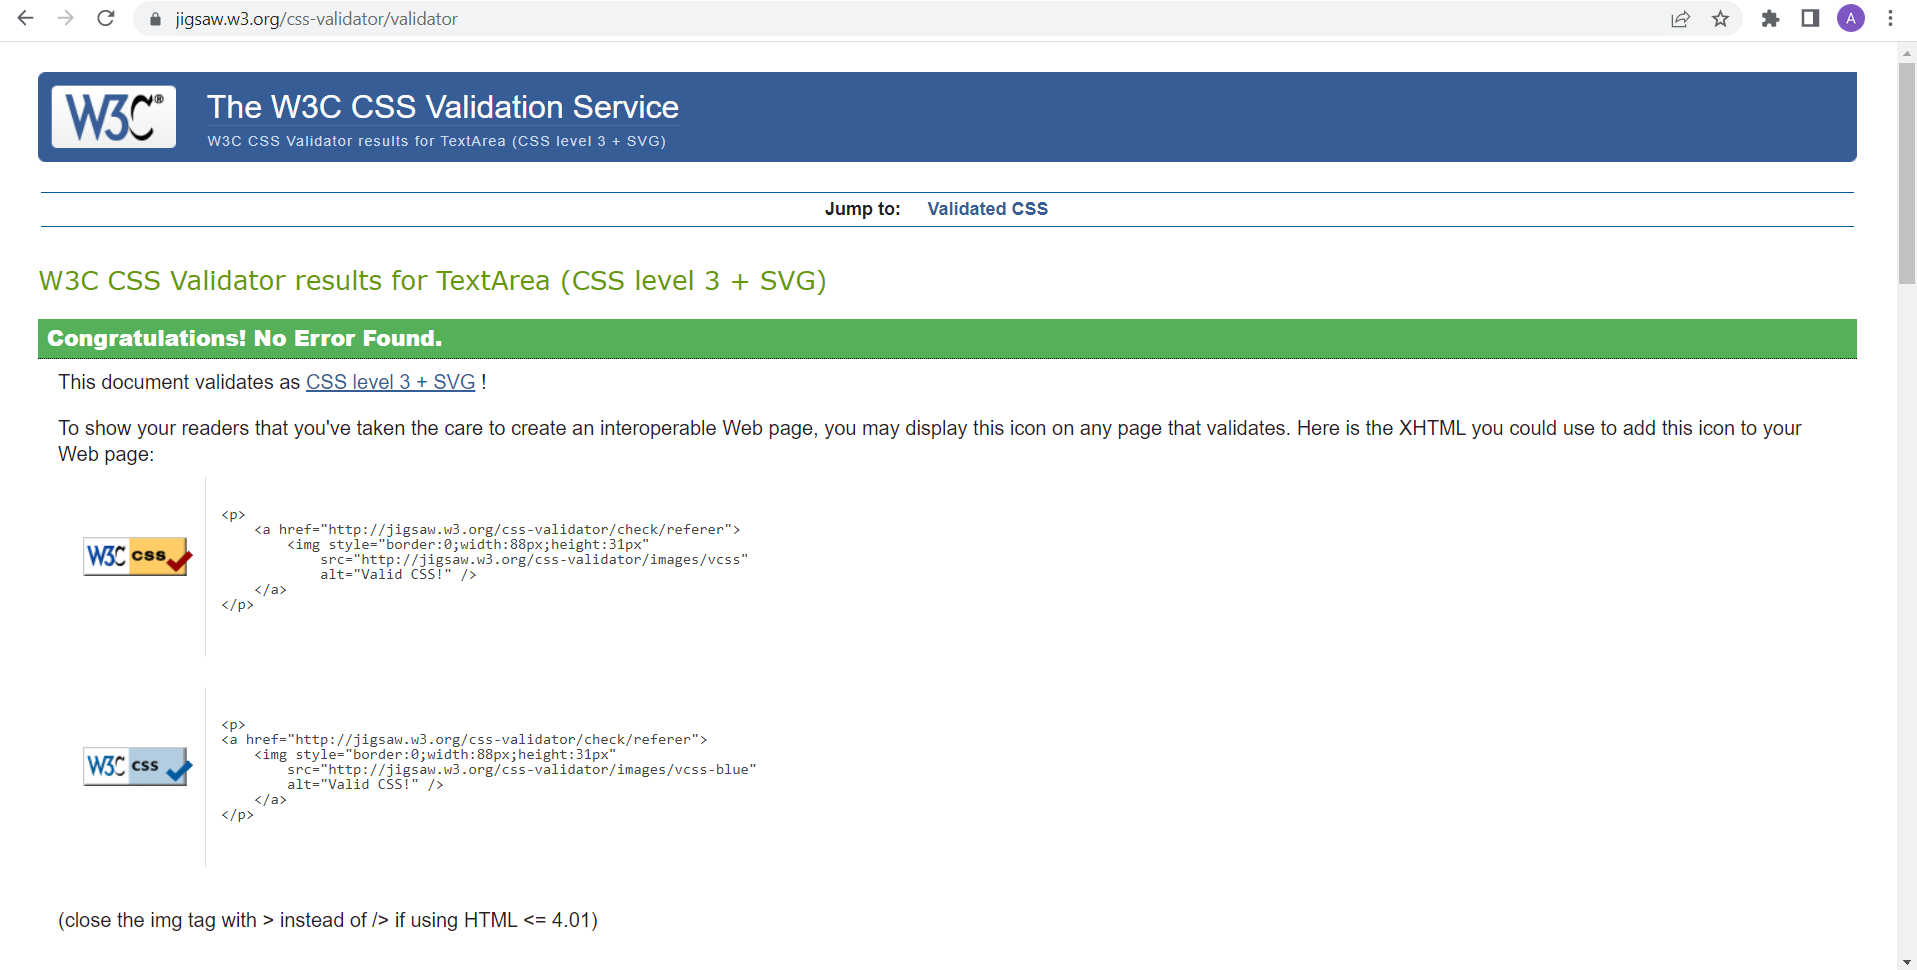 jigsaw.w3.org/css-validator/validator
A
W3C®
The W3C CSS Validation Service
W3C CSS Validator results for TextArea (CSS level 3 + SVG)
Jump to: Validated CSS
W3C CSS Validator results for TextArea (CSS level 3 + SVG)
Congratulations! No Error Found.
This document validates as CSS level 3 + SVG !
To show your readers that you've taken the care to create an interoperable Web page, you may display this icon on any page that validates. Here is the XHTML you could use to add this icon to your
Web page:
W3C css
<p>
    <a href="http://jigsaw.w3.org/css-validator/check/referer">
        <img style="border:0;width:88px;height:31px"
            src="http://jigsaw.w3.org/css-validator/images/vcss"
            alt="Valid CSS!" />
    </a>
</p>
W3C css
<p>
<a href="http://jigsaw.w3.org/css-validator/check/referer">
    <img style="border:0;width:88px;height:31px"
        src="http://jigsaw.w3.org/css-validator/images/vcss-blue"
        alt="Valid CSS!" />
    </a>
</p>
(close the img tag with > instead of /> if using HTML <= 4.01)